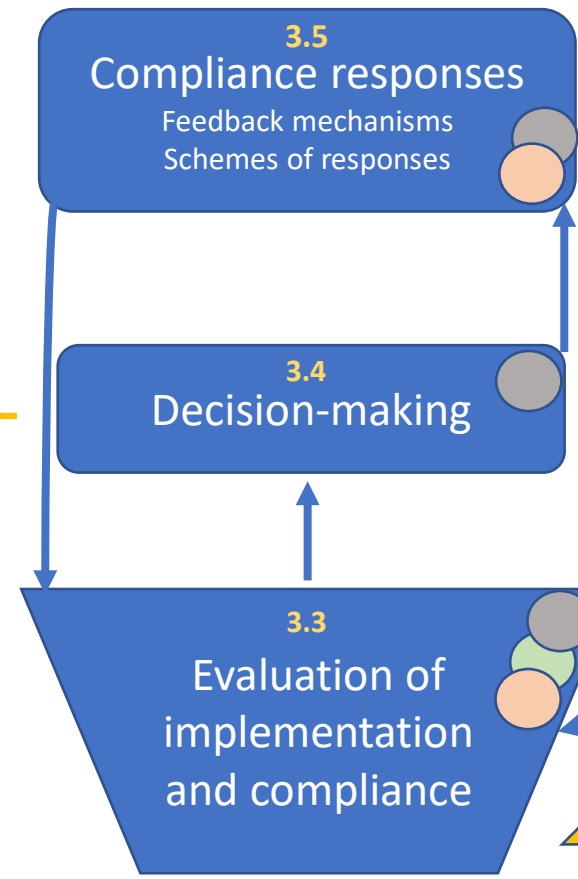 3.5
Compliance responses
Feedback mechanisms
Schemes of responses
3.4
Decision-making
3.3
Evaluation of
implementation
and compliance